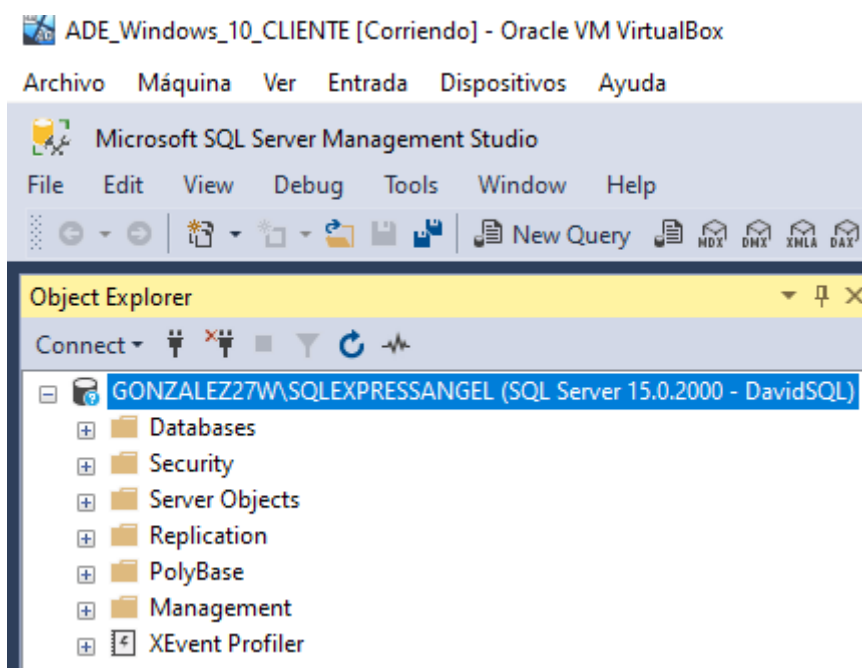 ADE_Windows_10_CLIENTE [Corriendo] - Oracle VM VirtualBox
Archivo Máquina Ver Entrada Dispositivos Ayuda
Microsoft SQL Server Management Studio
File Edit View Debug Tools Window Help
New Query MDX DMX XMLA DAX
Object Explorer
Connect
GONZALEZ27W\SQLEXPRESSANGEL (SQL Server 15.0.2000 - DavidSQL)
Databases
Security
Server Objects
Replication
PolyBase
Management
XEvent Profiler